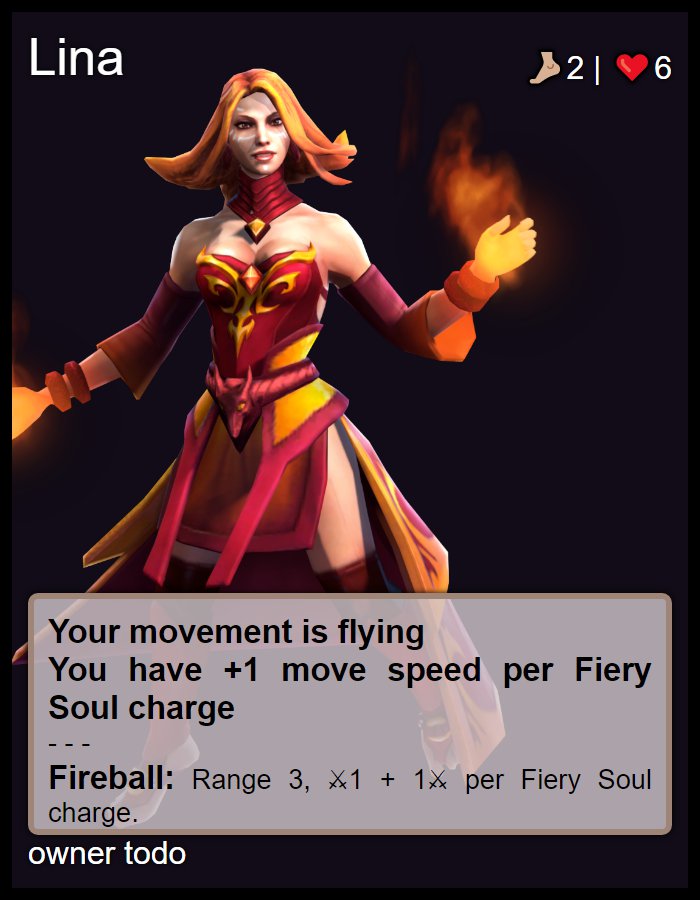 Lina
🦶2 | ❤️6
Your movement is flying
You have +1 move speed per Fiery
Soul charge
- - -
Fireball: Range 3, ⚔1 + 1⚔ per Fiery Soul
charge.
owner todo